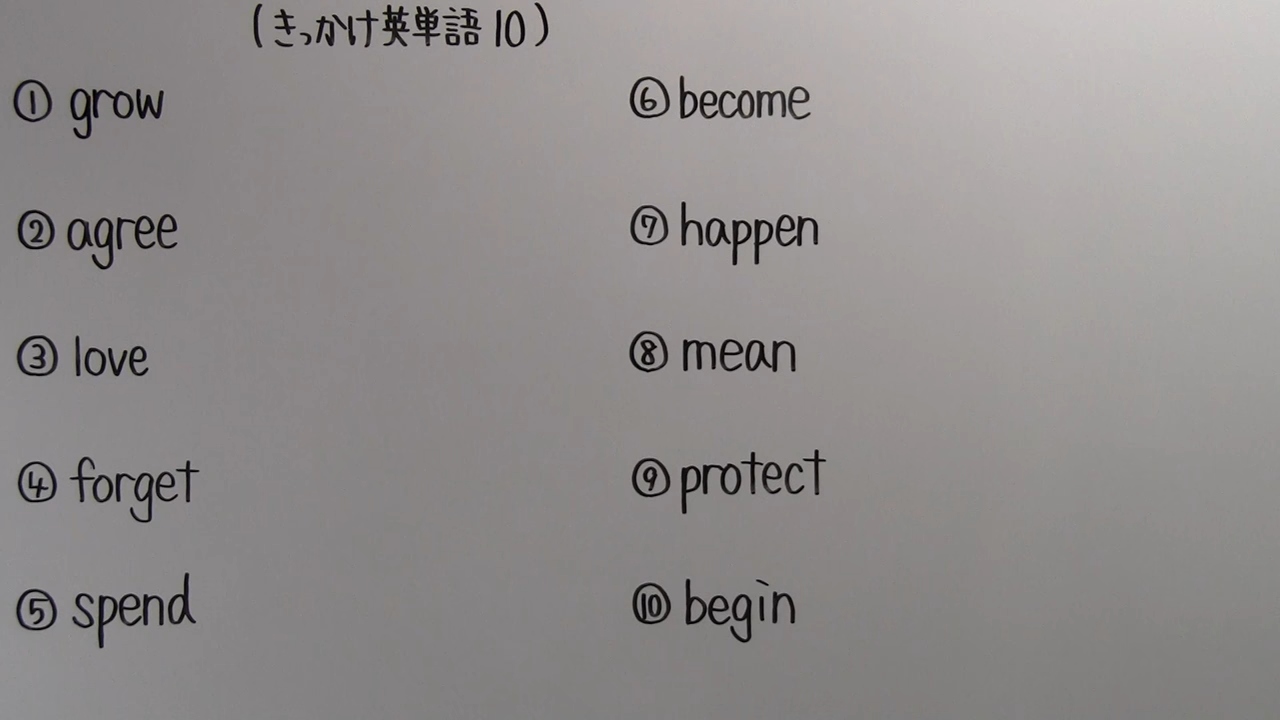 (きっかけ英単語10)
① grow
② agree
③ love
④ forget
⑤ spend
⑥ become
⑦ happen
⑧ mean
⑨ protect
⑩ begin